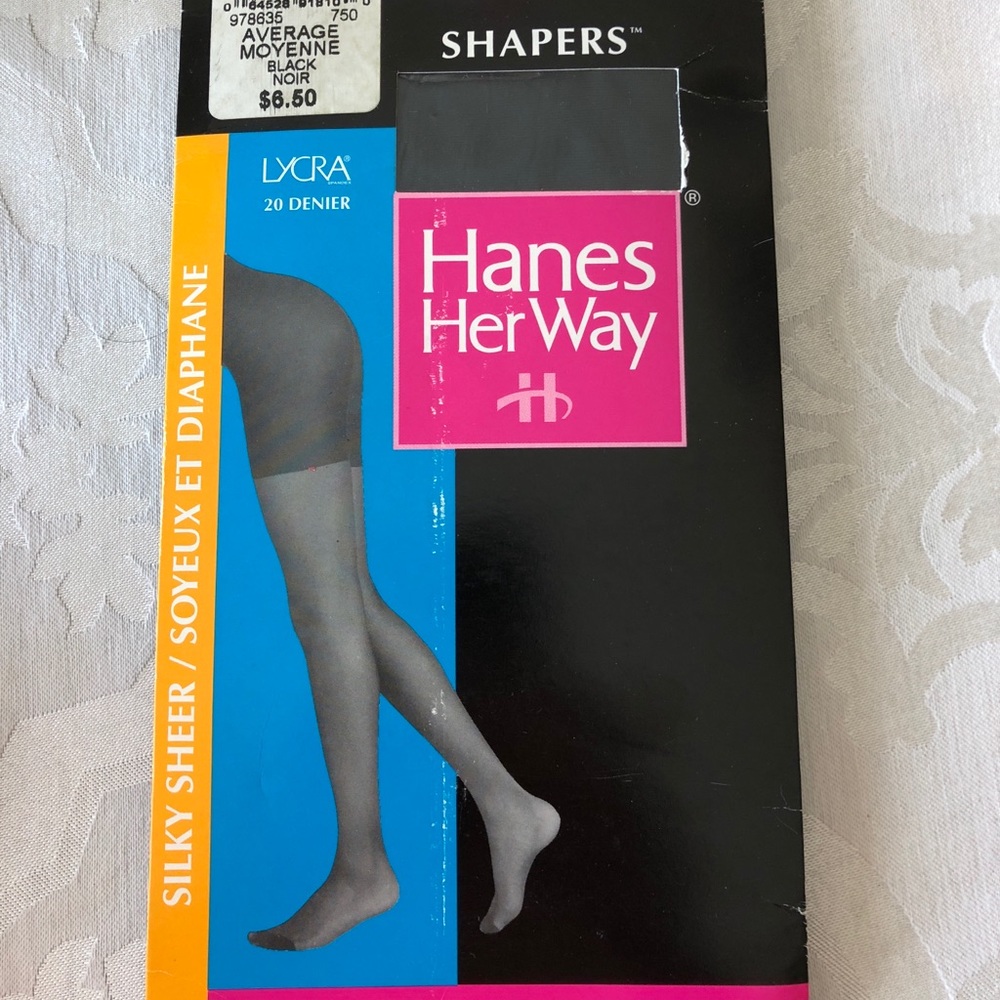 978635 750
AVERAGE
MOYENNE
BLACK
NOIR
$6.50
SHAPERS™
LYCRA®
20 DENIER
Hanes
Her Way
®
SILKY SHEER / SOYEUX ET DIAPHANE